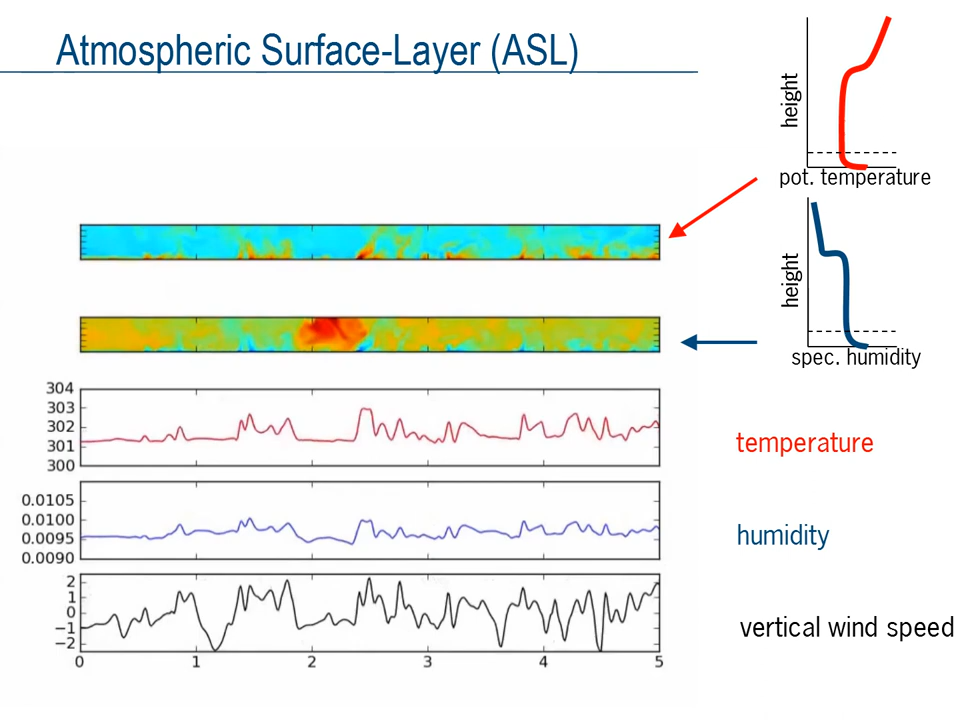 Atmospheric Surface-Layer (ASL)
height
pot. temperature
height
spec. humidity
304
303
302
301
300
temperature
0.0105
0.0100
0.0095
0.0090
humidity
2
1
0
−1
−2
vertical wind speed
0 1 2 3 4 5